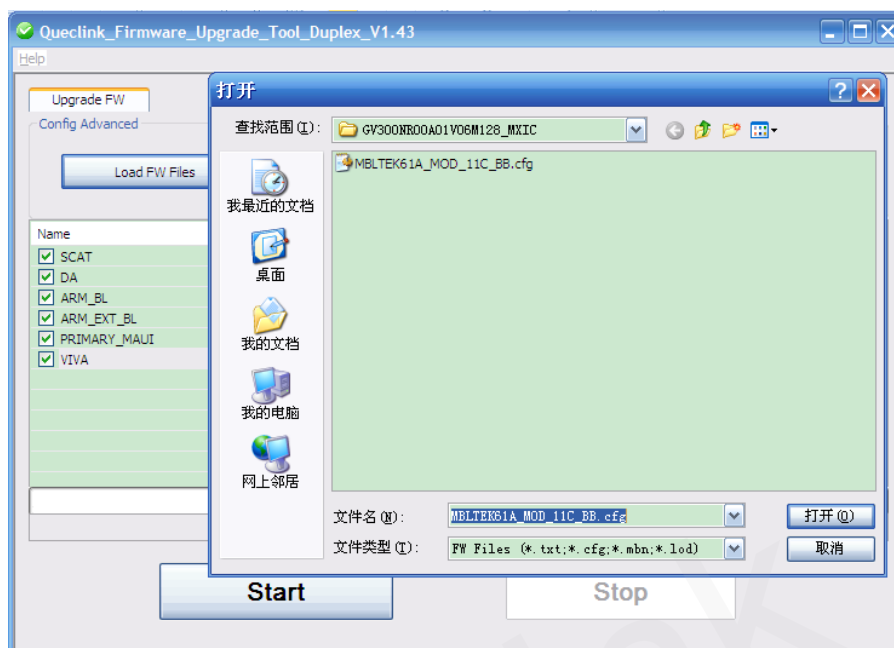 Queclink_Firmware_Upgrade_Tool_Duplex_V1.43
Help
Upgrade FW
Config Advanced
Load FW Files
Name
SCAT
DA
ARM_BL
ARM_EXT_BL
PRIMARY_MAUI
VIVA
打开
查找范围(I):
GV300NR00A01V06M128_MXIC
MBLTEK61A_MOD_11C_BB.cfg
我最近的文档
桌面
我的文档
我的电脑
网上邻居
文件名(N):
MBLTEK61A_MOD_11C_BB.cfg
打开(O)
文件类型(T):
FW Files (*.txt;*.cfg;*.mbn;*.lod)
取消
Start
Stop